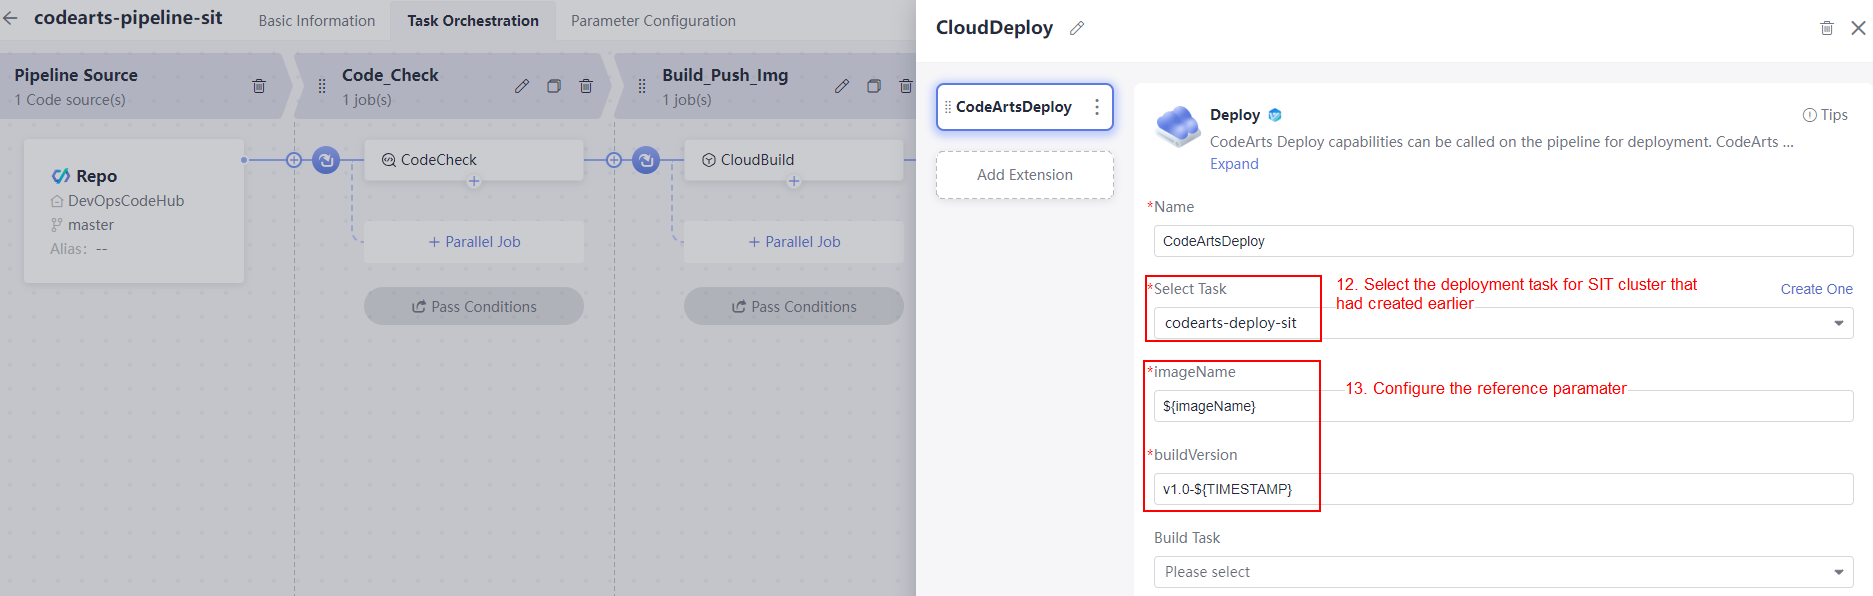 codearts-pipeline-sit
Basic Information
Task Orchestration
Parameter Configuration
Pipeline Source
1 Code source(s)
Code_Check
1 job(s)
Build_Push_Img
1 job(s)
Repo
DevOpsCodeHub
master
Alias: --
CodeCheck
CloudBuild
+ Parallel Job
+ Parallel Job
Pass Conditions
Pass Conditions
CloudDeploy
CodeArtsDeploy
Add Extension
Deploy
Tips
CodeArts Deploy capabilities can be called on the pipeline for deployment. CodeArts ...
Expand
*Name
CodeArtsDeploy
*Select Task
12. Select the deployment task for SIT cluster that
had created earlier
Create One
codearts-deploy-sit
*imageName
13. Configure the reference paramater
${imageName}
*buildVersion
v1.0-${TIMESTAMP}
Build Task
Please select